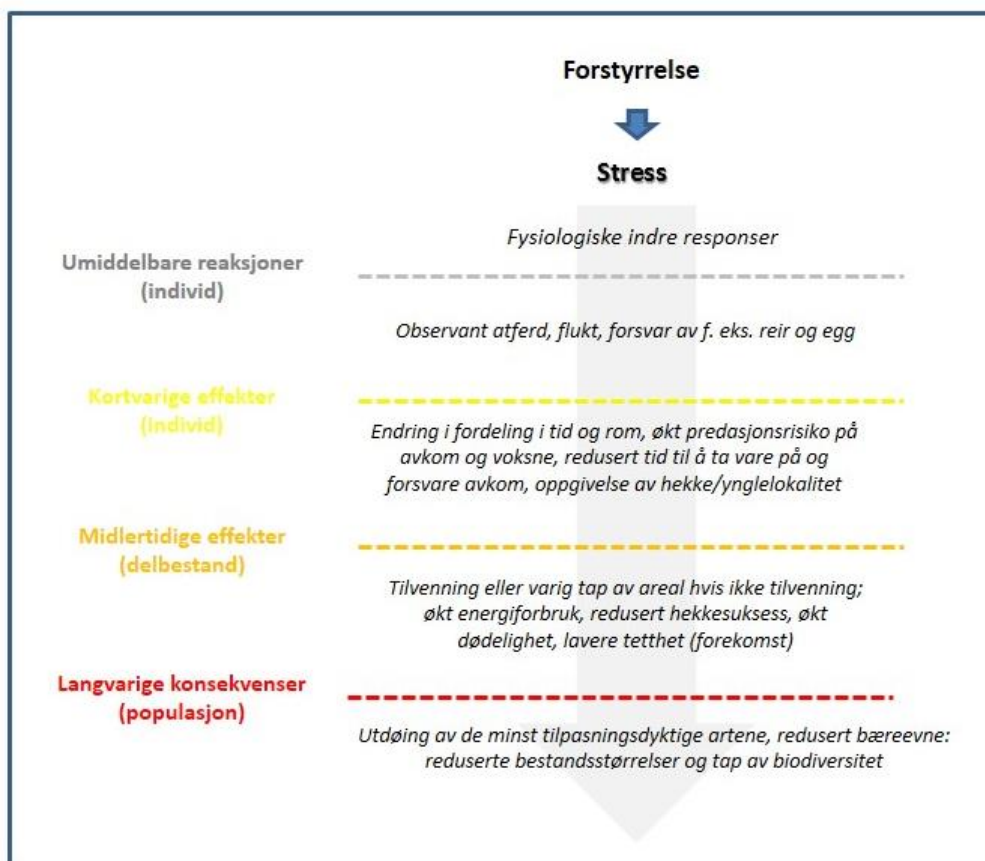 Forstyrrelse
Stress
Fysiologiske indre responser
Umiddelbare reaksjoner
(individ)
Observant atferd, flukt, forsvar av f. eks. reir og egg
Kortvarige effekter
(individ)
Endring i fordeling i tid og rom, økt predasjonsrisiko på
avkom og voksne, redusert tid til å ta vare på og
forsvare avkom, oppgivelse av hekke/ynglelokalitet
Midlertidige effekter
(delbestand)
Tilvenning eller varig tap av areal hvis ikke tilvenning;
økt energiforbruk, redusert hekkesuksess, økt
dødelighet, lavere tetthet (forekomst)
Langvarige konsekvenser
(populasjon)
Utdøing av de minst tilpasningsdyktige artene, redusert bæreevne:
reduserte bestandsstørrelser og tap av biodiversitet